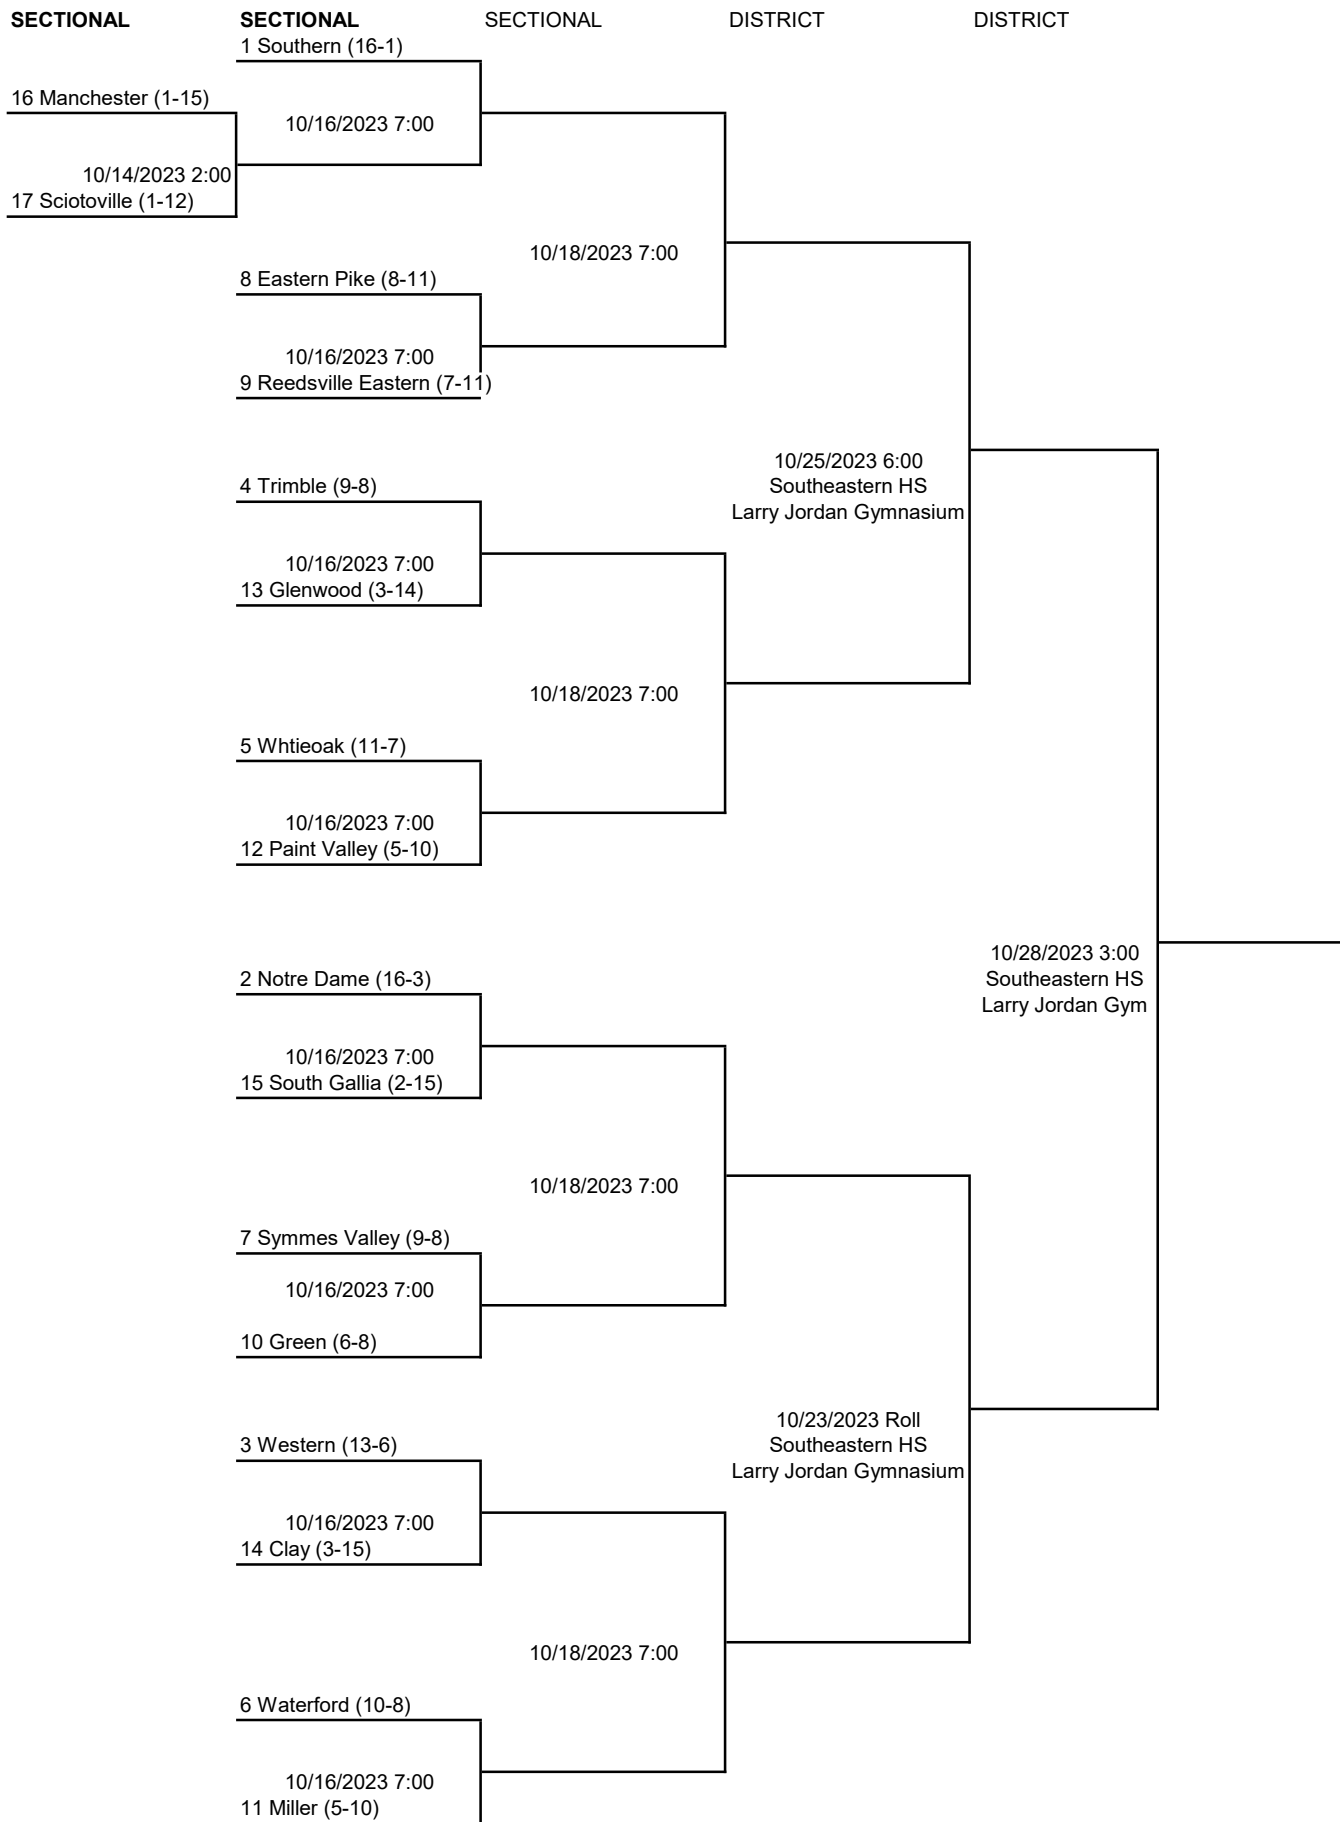 SECTIONAL SECTIONAL SECTIONAL DISTRICT DISTRICT
1 Southern (16-1)
16 Manchester (1-15)
10/16/2023 7:00
10/14/2023 2:00
17 Sciotoville (1-12)
10/18/2023 7:00
8 Eastern Pike (8-11)
10/16/2023 7:00
9 Reedsville Eastern (7-11)
10/25/2023 6:00
Southeastern HS
Larry Jordan Gymnasium
4 Trimble (9-8)
10/16/2023 7:00
13 Glenwood (3-14)
10/18/2023 7:00
5 Whtieoak (11-7)
10/16/2023 7:00
12 Paint Valley (5-10)
10/28/2023 3:00
Southeastern HS
Larry Jordan Gym
2 Notre Dame (16-3)
10/16/2023 7:00
15 South Gallia (2-15)
10/18/2023 7:00
7 Symmes Valley (9-8)
10/16/2023 7:00
10 Green (6-8)
10/23/2023 Roll
Southeastern HS
Larry Jordan Gymnasium
3 Western (13-6)
10/16/2023 7:00
14 Clay (3-15)
10/18/2023 7:00
6 Waterford (10-8)
10/16/2023 7:00
11 Miller (5-10)